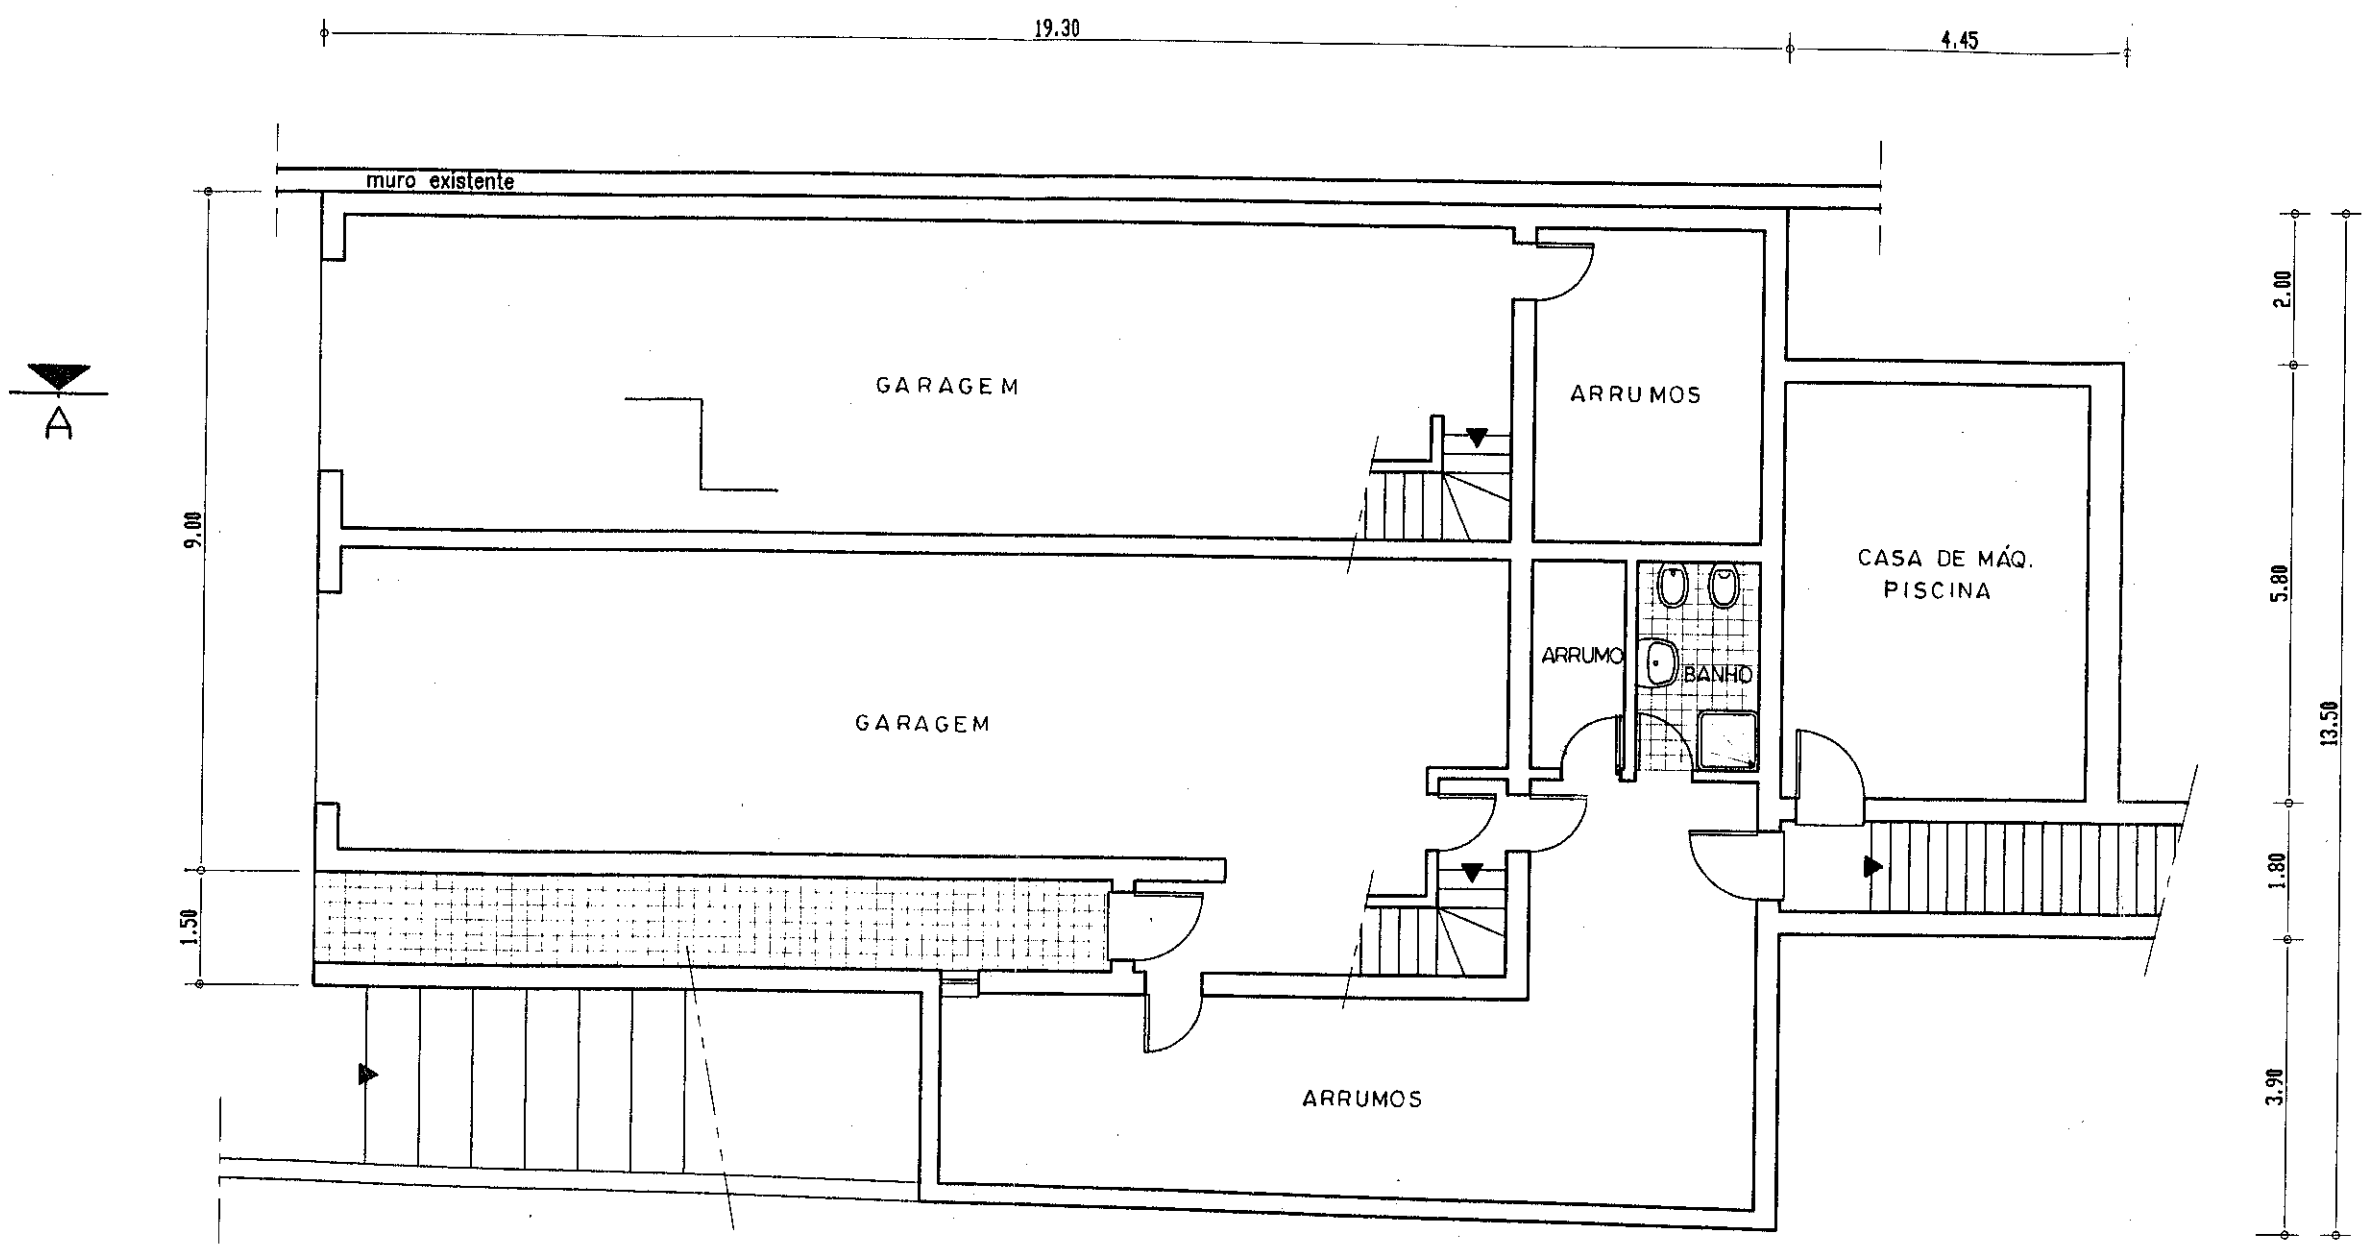 19.30
4.45
muro existente
2.00
GARAGEM
ARRUMOS
A
9.00
CASA DE MÁQ.
PISCINA
5.80
ARRUMO
BANHO
GARAGEM
13.50
1.80
1.50
3.90
ARRUMOS